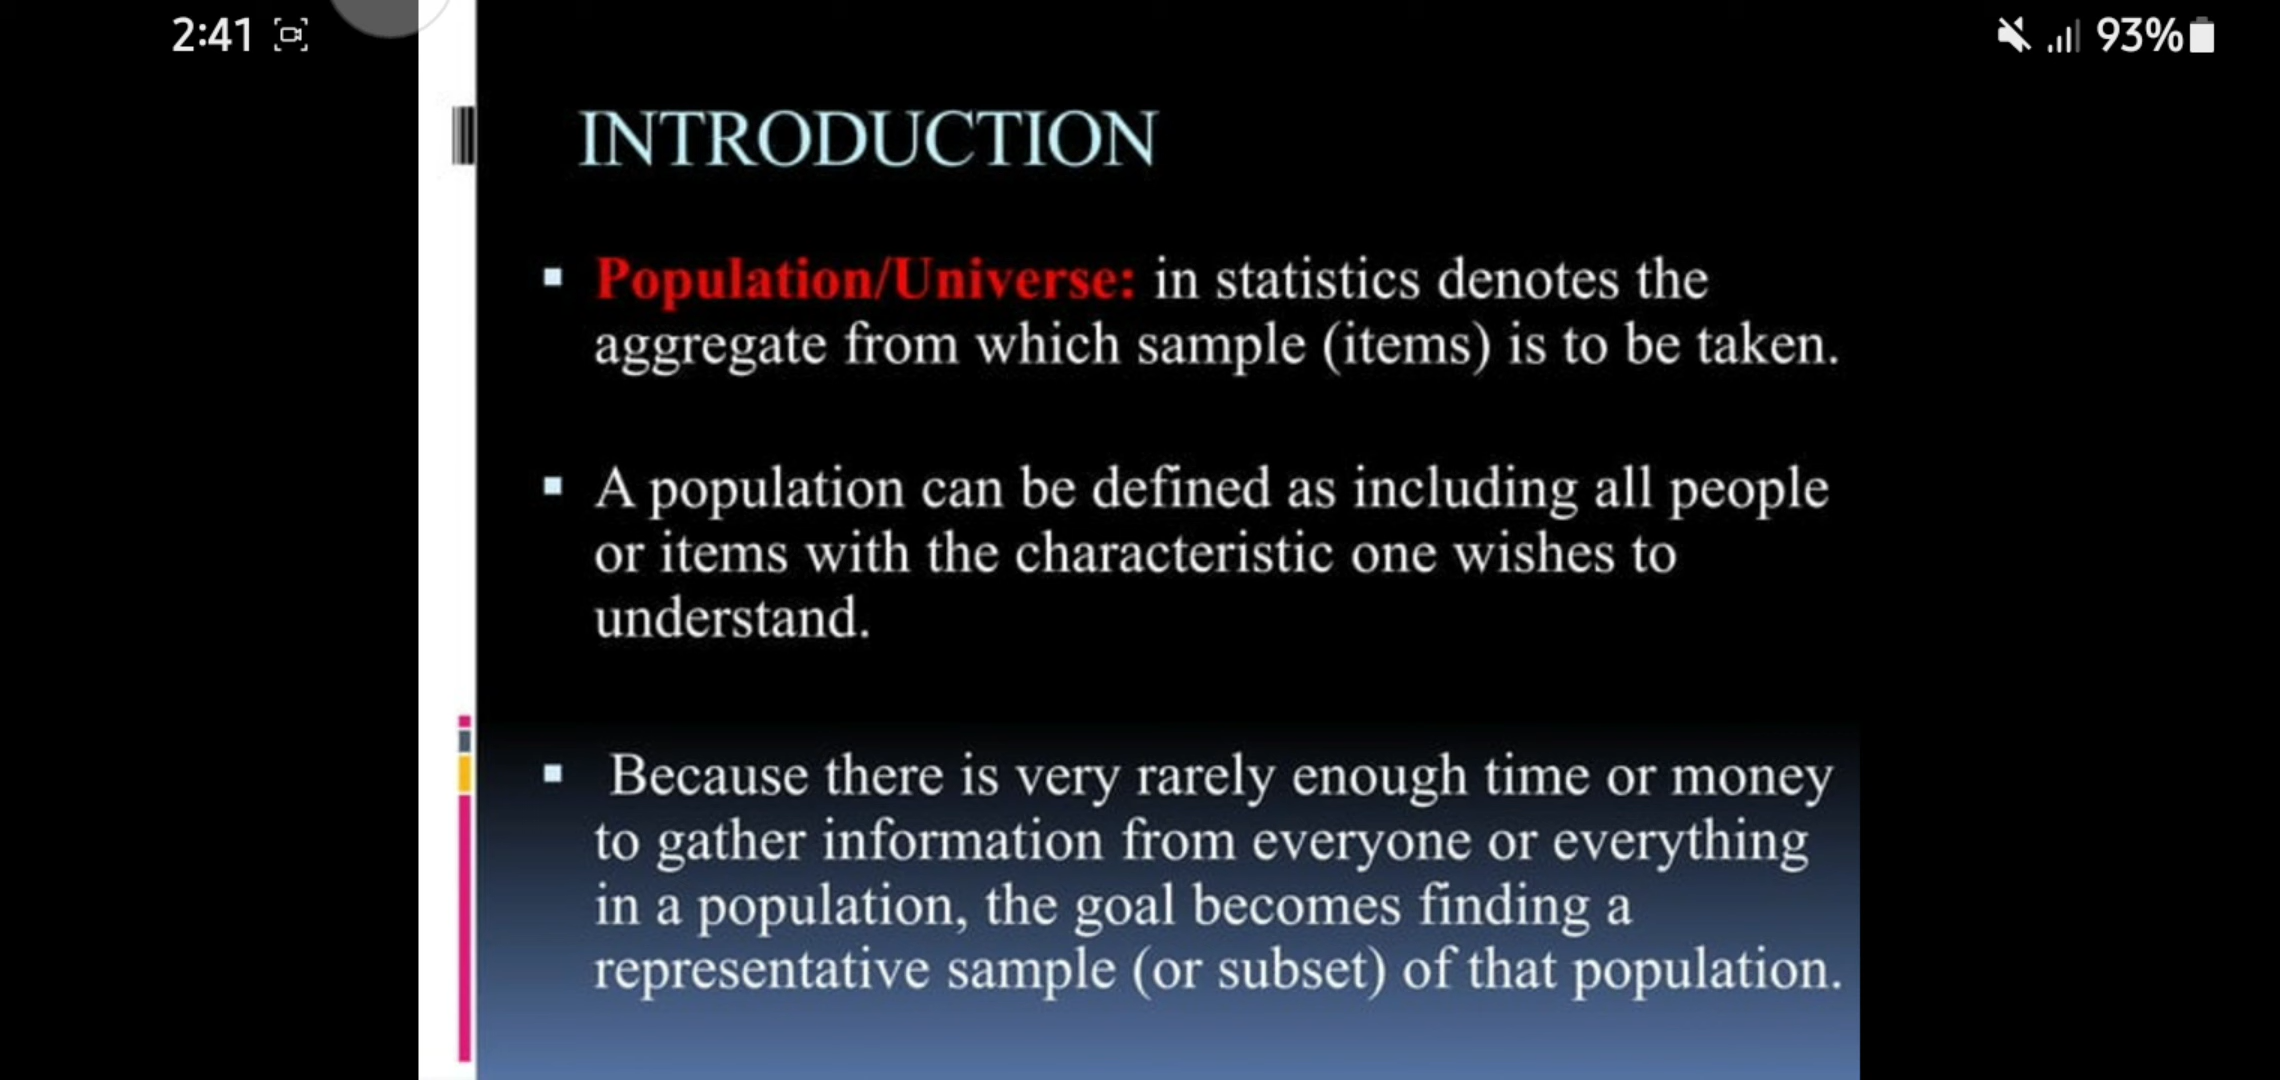 2:41
93%
INTRODUCTION
Population/Universe: in statistics denotes the
aggregate from which sample (items) is to be taken.
A population can be defined as including all people
or items with the characteristic one wishes to
understand.
Because there is very rarely enough time or money
to gather information from everyone or everything
in a population, the goal becomes finding a
representative sample (or subset) of that population.